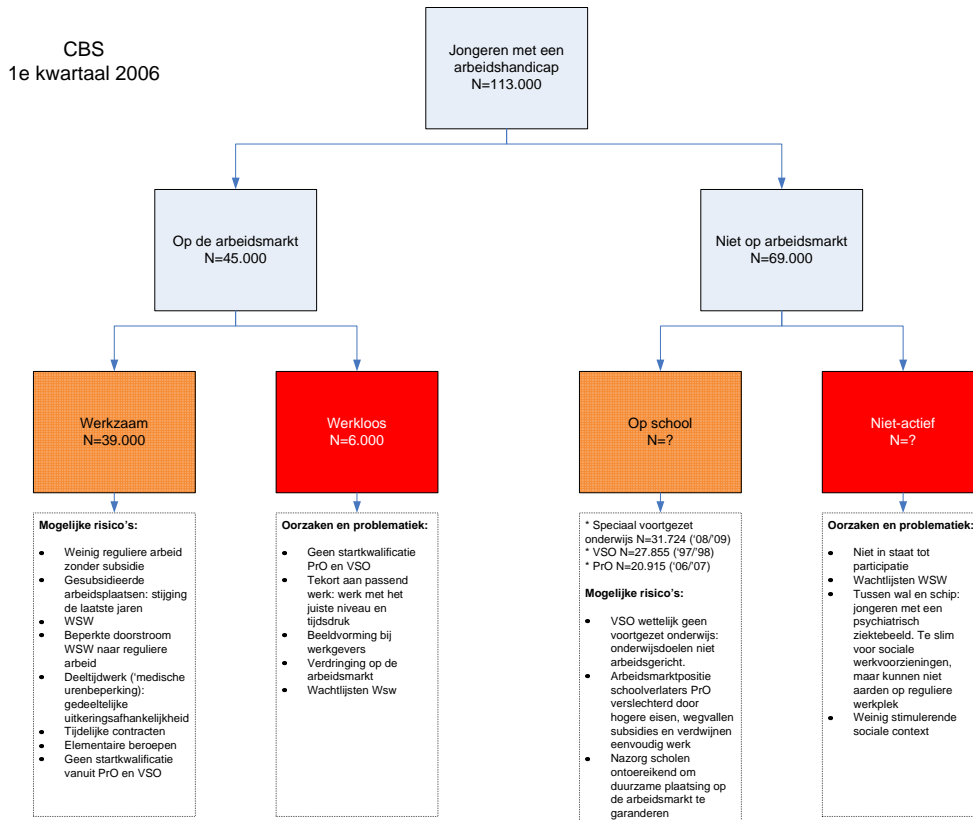 CBS
1e kwartaal 2006
Jongeren met een
arbeidshandicap
N=113.000
Op de arbeidsmarkt
N=45.000
Niet op arbeidsmarkt
N=69.000
Werkzaam
N=39.000
Werkloos
N=6.000
Op school
N=?
Niet-actief
N=?
Mogelijke risico's:
• Weinig reguliere arbeid
zonder subsidie
• Gesubsidieerde
arbeidsplaatsen: stijging
de laatste jaren
• WSW
• Beperkte doorstroom
WSW naar reguliere
arbeid
• Deeltijdwerk ('medische
urenbeperking):
gedeeltelijke
uitkeringsafhankelijkheid
• Tijdelijke contracten
• Elementaire beroepen
• Geen startkwalificatie
vanuit PrO en VSO
Oorzaken en problematiek:
• Geen startkwalificatie
PrO en VSO
• Tekort aan passend
werk: werk met het
juiste niveau en
tijdsdruk
• Beeldvorming bij
werkgevers
• Verdringing op de
arbeidsmarkt
• Wachtlijsten Wsw
* Speciaal voortgezet
onderwijs N=31.724 ('08/'09)
* VSO N=27.855 ('97/'98)
* PrO N=20.915 ('06/'07)
Mogelijke risico's:
• VSO wettelijk geen
voortgezet onderwijs:
onderwijsdoelen niet
arbeidsgericht.
• Arbeidsmarktpositie
schoolverlaters PrO
verslechterd door
hogere eisen, wegvallen
subsidies en verdwijnen
eenvoudig werk
• Nazorg scholen
ontoereikend om
duurzame plaatsing op
de arbeidsmarkt te
garanderen
Oorzaken en problematiek:
• Niet in staat tot
participatie
• Wachtlijsten WSW
• Tussen wal en schip:
jongeren met een
psychiatrisch
ziektebeeld. Te slim
voor sociale
werkvoorzieningen,
maar kunnen niet
aarden op reguliere
werkplek
• Weinig stimulerende
sociale context